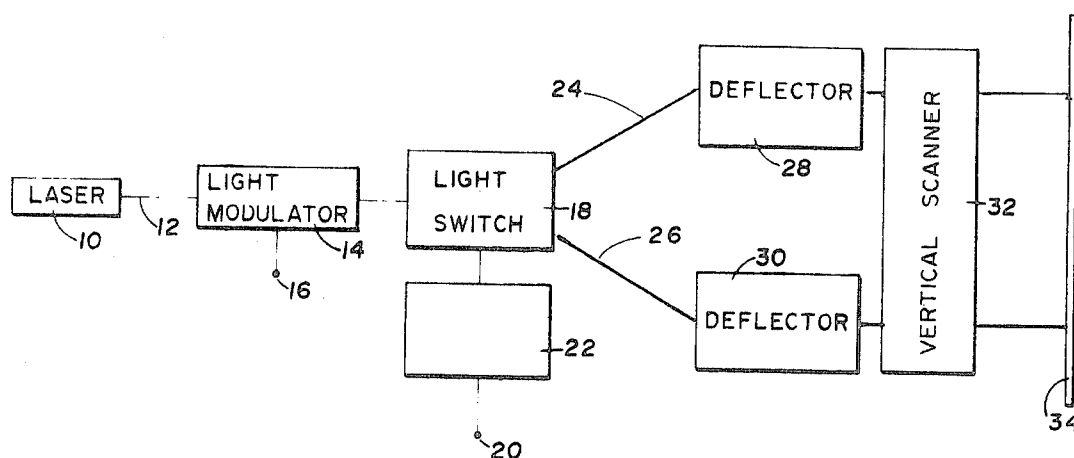 LASER
10
12
LIGHT
MODULATOR
14
16
LIGHT
SWITCH
18
22
20
24
26
DEFLECTOR
28
30
DEFLECTOR
VERTICAL SCANNER
32
34